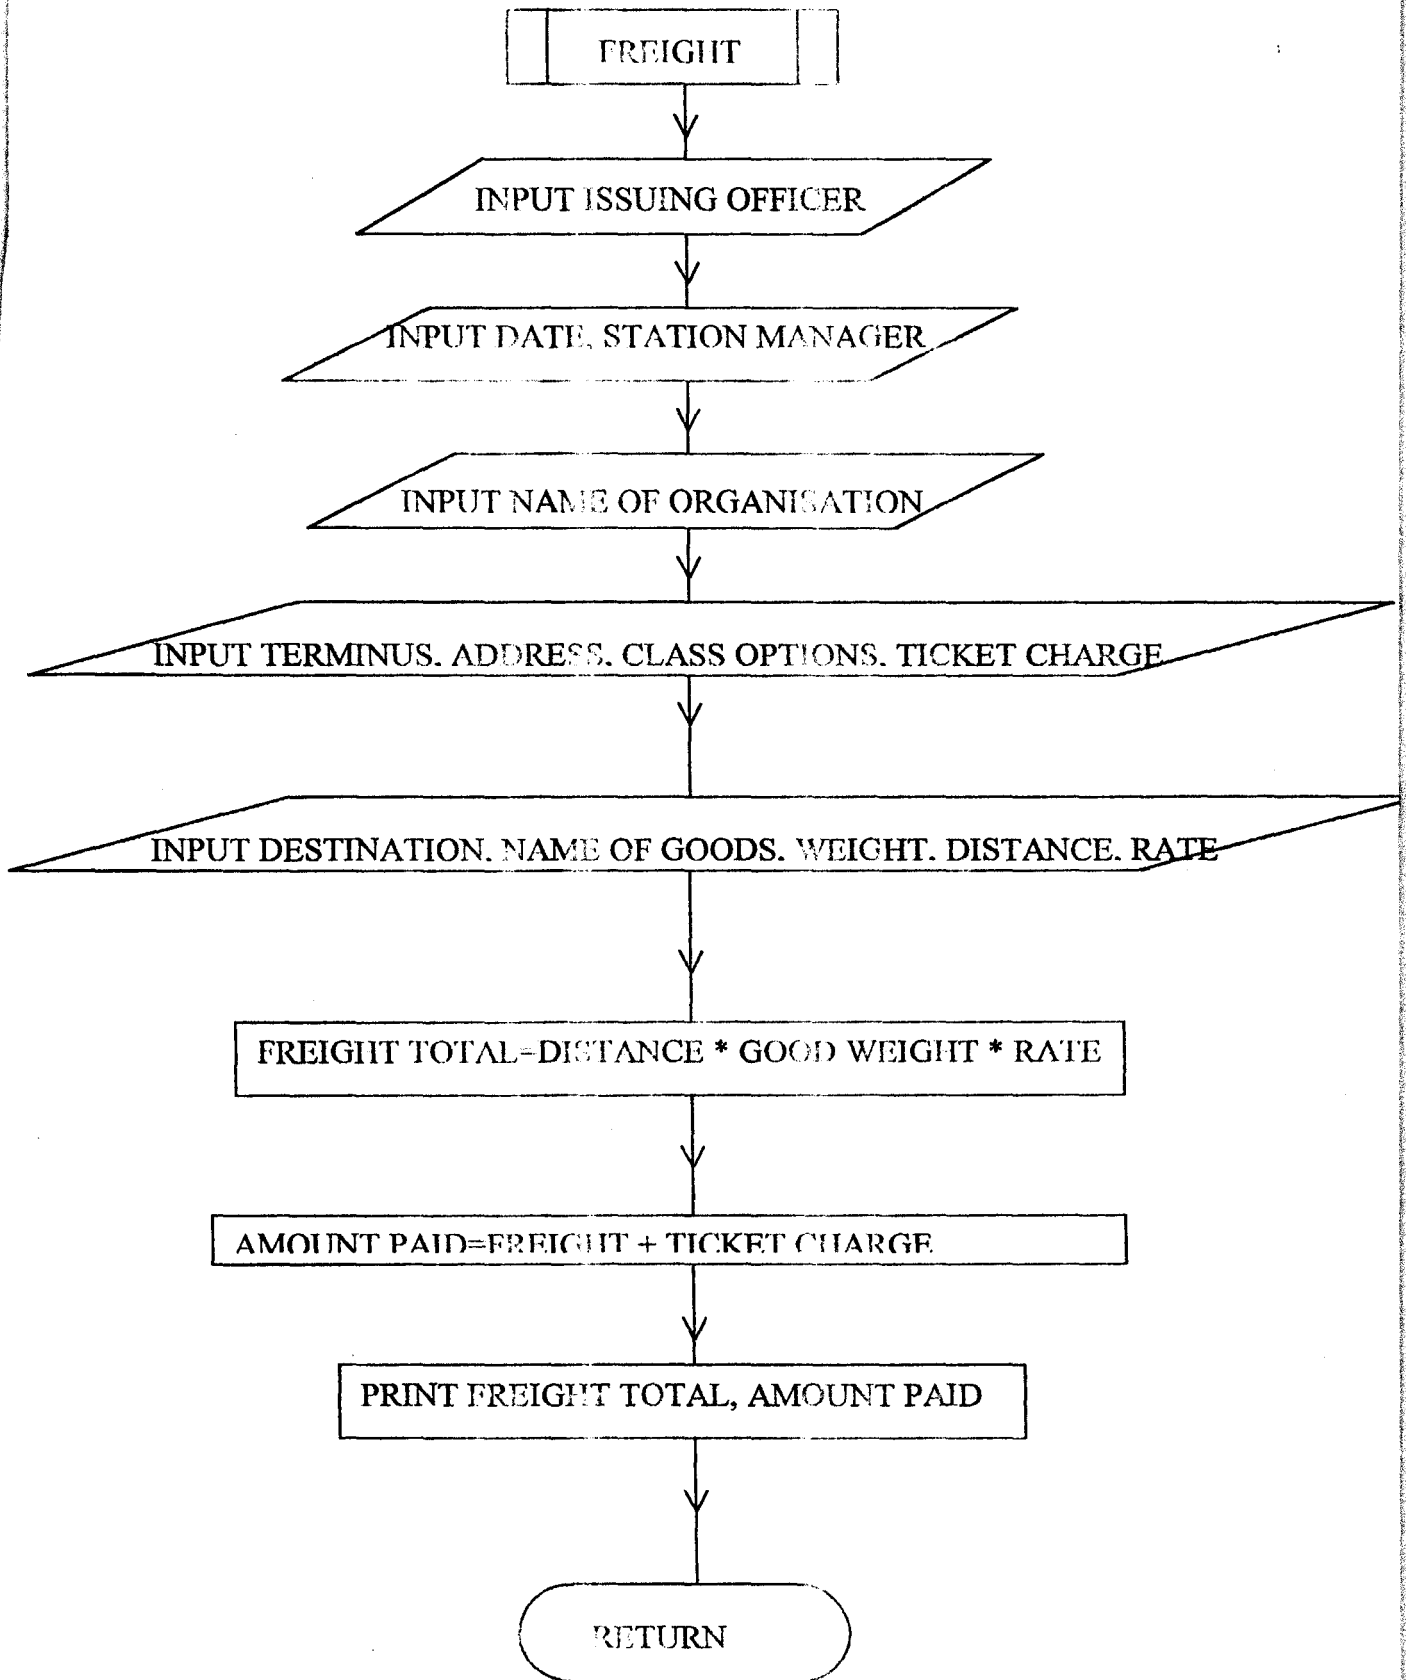 FREIGHT
INPUT ISSUING OFFICER
INPUT DATE, STATION MANAGER
INPUT NAME OF ORGANISATION
INPUT TERMINUS. ADDRESS. CLASS OPTIONS. TICKET CHARGE
INPUT DESTINATION. NAME OF GOODS. WEIGHT. DISTANCE. RATE
FREIGHT TOTAL=DISTANCE * GOOD WEIGHT * RATE
AMOUNT PAID=FREIGHT + TICKET CHARGE
PRINT FREIGHT TOTAL, AMOUNT PAID
RETURN